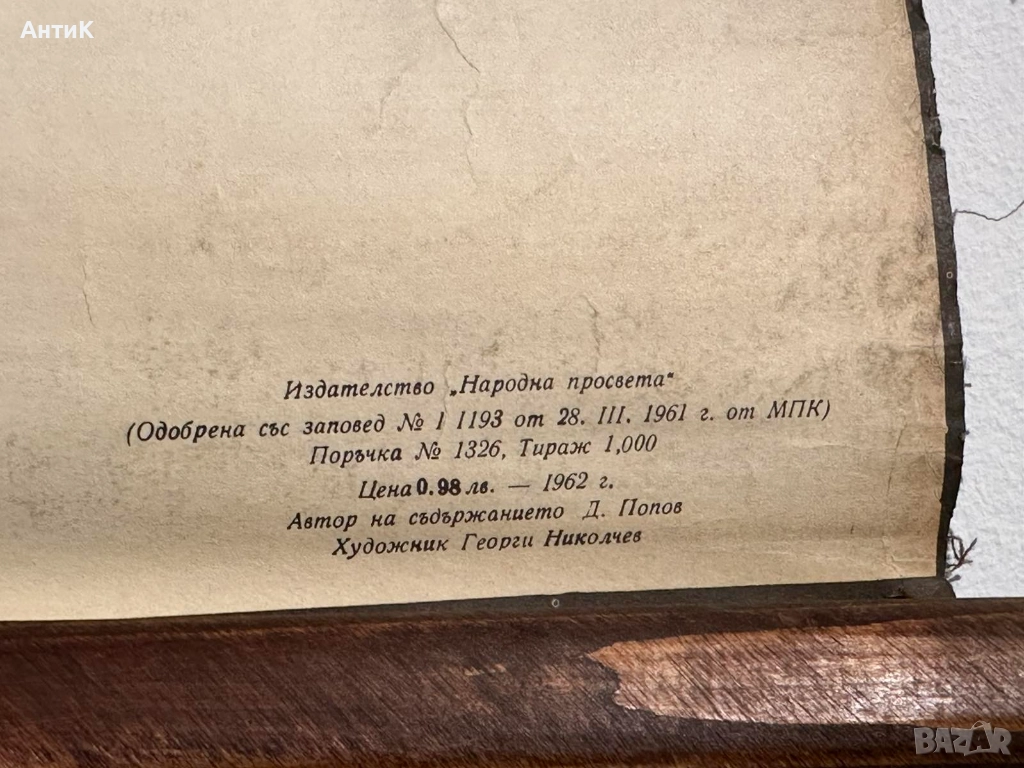 АнтиК
Издателство „Народна просвета“
(Одобрена със заповед № I 1193 от 28. III. 1961 г. от МПК)
Поръчка № 1326, Тираж 1,000
Цена 0.98 лв. — 1962 г.
Автор на съдържанието Д. Попов
Художник Георги Николчев
BAZAR